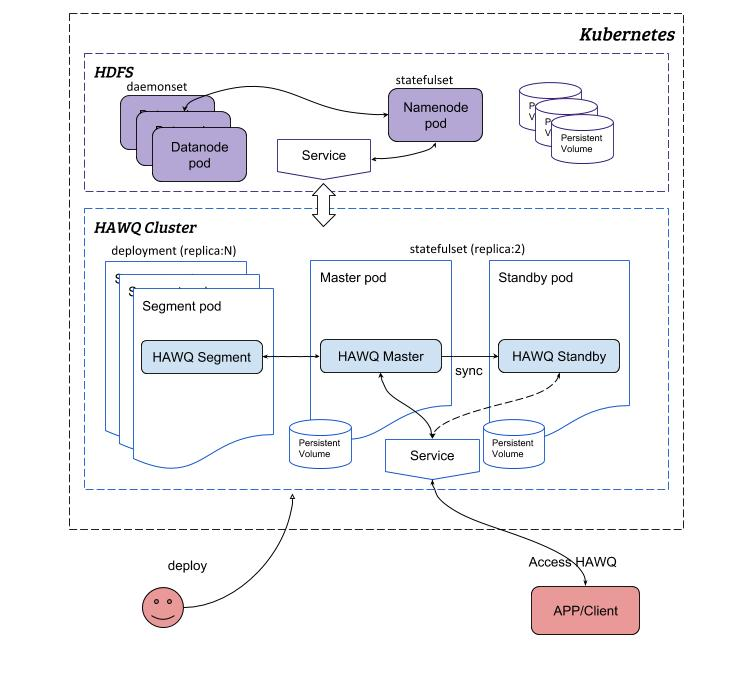 Kubernetes
HDFS
daemonset
statefulset
Namenode
pod
Datanode
pod
Service
P
V
P
V
Persistent
Volume
HAWQ Cluster
deployment (replica:N)
statefulset (replica:2)
S
S
Segment pod
Master pod
Standby pod
HAWQ Segment
HAWQ Master
HAWQ Standby
sync
Persistent
Volume
Service
Persistent
Volume
deploy
Access HAWQ
APP/Client